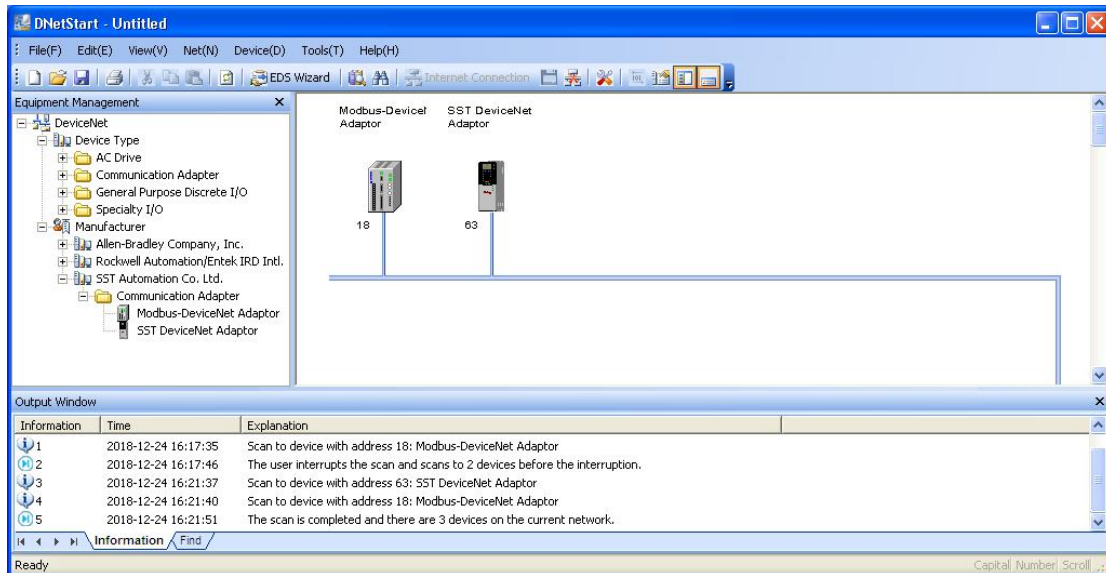 DNetStart - Untitled
File(F) Edit(E) View(V) Net(N) Device(D) Tools(T) Help(H)
EDS Wizard Internet Connection
Equipment Management
DeviceNet
Device Type
AC Drive
Communication Adapter
General Purpose Discrete I/O
Specialty I/O
Manufacturer
Allen-Bradley Company, Inc.
Rockwell Automation/Entek IRD Intl.
SST Automation Co. Ltd.
Communication Adapter
Modbus-DeviceNet Adaptor
SST DeviceNet Adaptor
Modbus-Devicel
Adaptor
18
SST DeviceNet
Adaptor
63
Output Window
Information Time Explanation
1 2018-12-24 16:17:35 Scan to device with address 18: Modbus-DeviceNet Adaptor
2 2018-12-24 16:17:46 The user interrupts the scan and scans to 2 devices before the interruption.
3 2018-12-24 16:21:37 Scan to device with address 63: SST DeviceNet Adaptor
4 2018-12-24 16:21:40 Scan to device with address 18: Modbus-DeviceNet Adaptor
5 2018-12-24 16:21:51 The scan is completed and there are 3 devices on the current network.
Information Find
Ready Capital Number Scroll